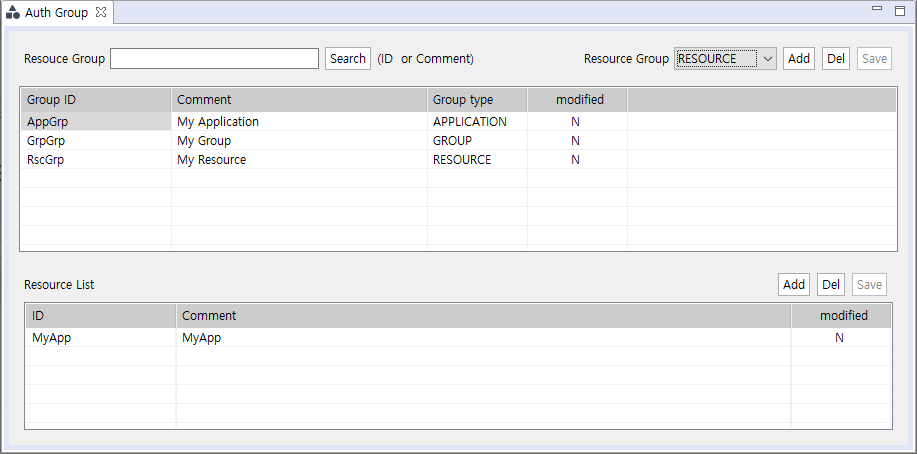 Auth Group
Resouce Group Search (ID or Comment) Resource Group RESOURCE Add Del Save
Group ID Comment Group type modified
AppGrp My Application APPLICATION N
GrpGrp My Group GROUP N
RscGrp My Resource RESOURCE N
Resource List Add Del Save
ID Comment modified
MyApp MyApp N